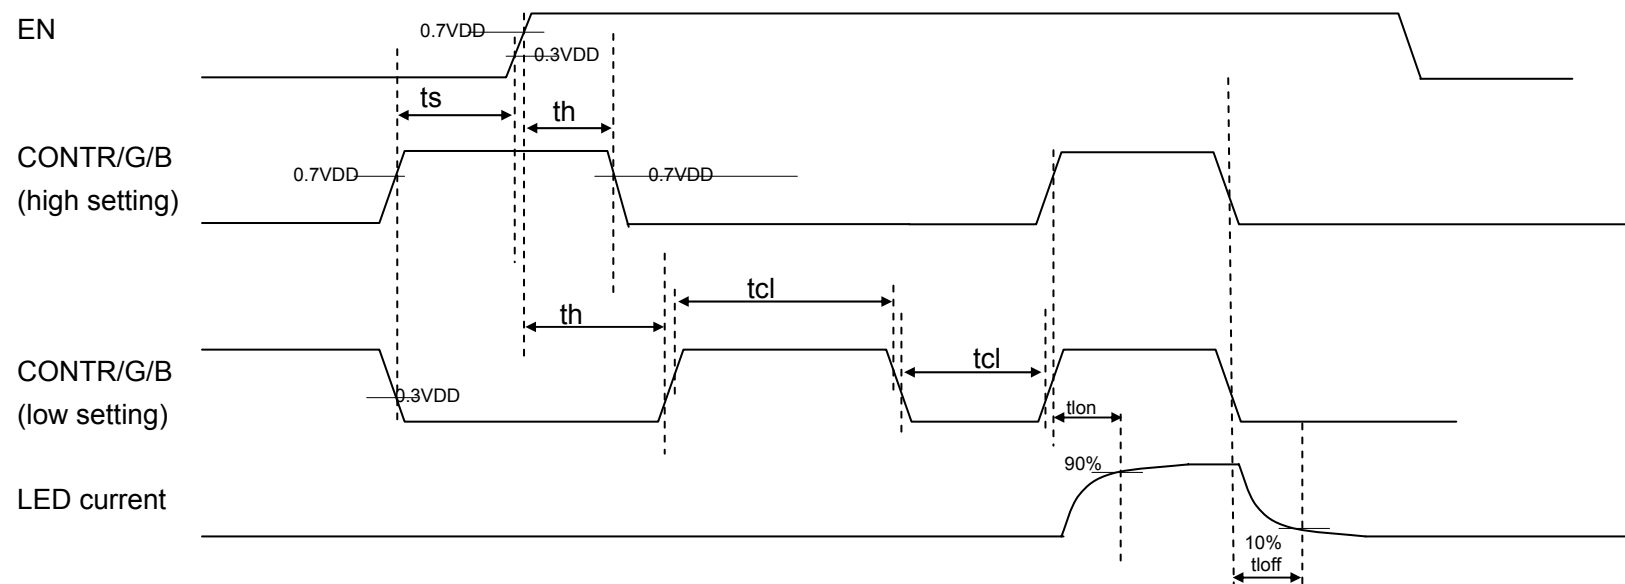 EN
0.7VDD
0.3VDD
ts
th
CONTR/G/B
(high setting)
0.7VDD
0.7VDD
tcl
th
CONTR/G/B
(low setting)
0.3VDD
tcl
tlon
90%
LED current
10%
tloff